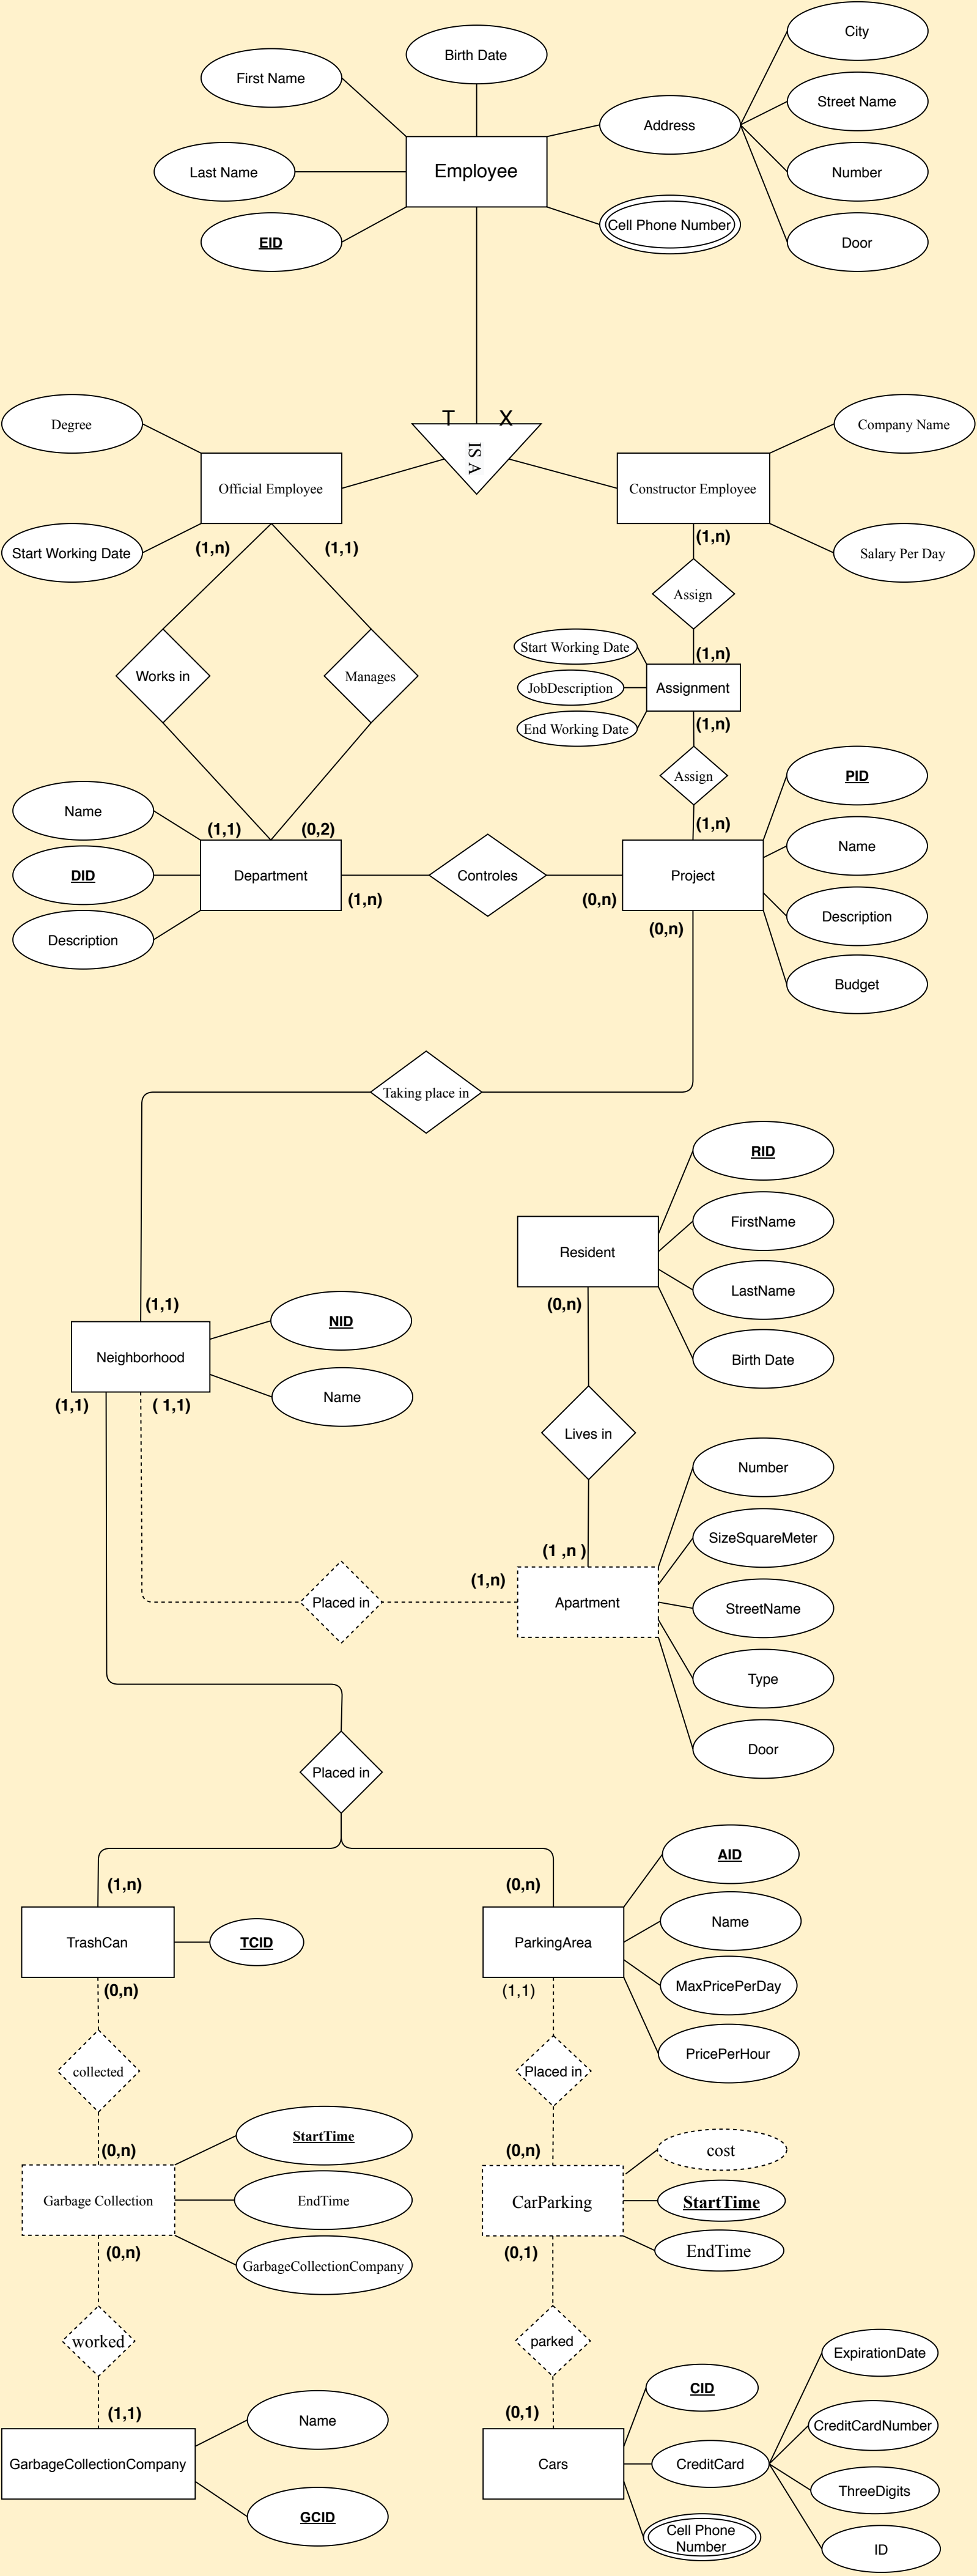 City
Birth Date
First Name
Street Name
Address
Employee
Last Name
Number
Cell Phone Number
EID
Door
T X
IS A
Degree
Company Name
Official Employee
Constructor Employee
Start Working Date
(1,n)
(1,1)
(1,n)
Salary Per Day
Assign
Start Working Date
(1,n)
Works in
Manages
JobDescription
Assignment
End Working Date
(1,n)
Assign
PID
Name
(1,1)
(0,2)
(1,n)
Name
DID
Department
Controles
Project
(1,n)
(0,n)
Description
Description
(0,n)
Budget
Taking place in
RID
FirstName
Resident
LastName
(1,1)
(0,n)
NID
Neighborhood
Birth Date
Name
(1,1)
( 1,1)
Lives in
Number
SizeSquareMeter
(1 ,n )
(1,n)
Placed in
Apartment
StreetName
Type
Door
Placed in
AID
(1,n)
(0,n)
Name
TrashCan
TCID
ParkingArea
MaxPricePerDay
(0,n)
(1,1)
PricePerHour
collected
Placed in
StartTime
(0,n)
(0,n)
cost
Garbage Collection
EndTime
CarParking
StartTime
(0,n)
(0,1)
EndTime
GarbageCollectionCompany
worked
parked
ExpirationDate
CID
(1,1)
(0,1)
Name
CreditCardNumber
GarbageCollectionCompany
Cars
CreditCard
ThreeDigits
GCID
Cell Phone
Number
ID